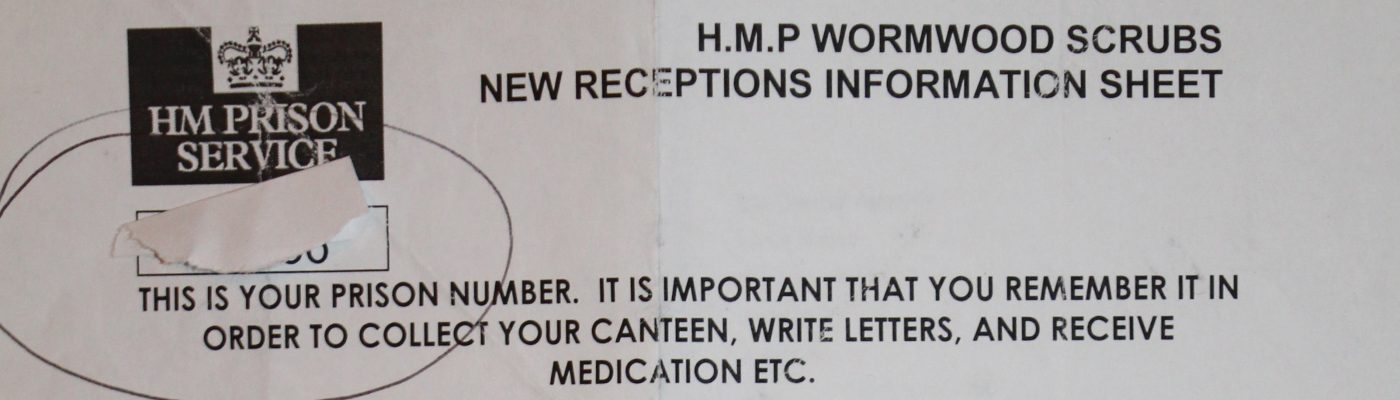 H.M.P WORMWOOD SCRUBS
NEW RECEPTIONS INFORMATION SHEET
HM PRISON
SERVICE
THIS IS YOUR PRISON NUMBER. IT IS IMPORTANT THAT YOU REMEMBER IT IN
ORDER TO COLLECT YOUR CANTEEN, WRITE LETTERS, AND RECEIVE
MEDICATION ETC.